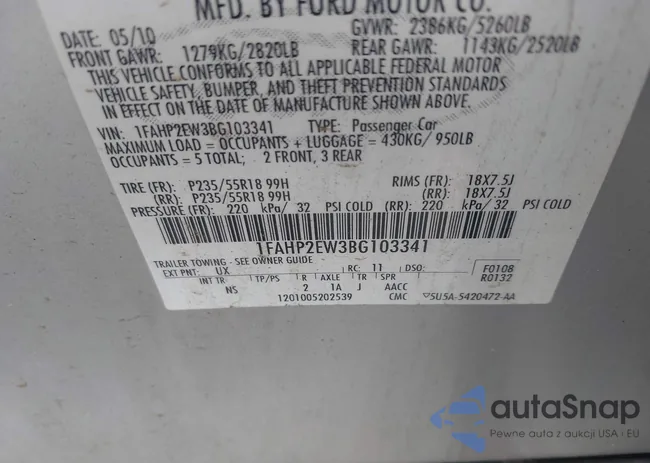 MFD. BY FORD MOTOR CO.
DATE: 05/10 GVWR: 2386KG/5260LB
FRONT GAWR: 1279KG/2820LB REAR GAWR: 1143KG/2520LB
THIS VEHICLE CONFORMS TO ALL APPLICABLE FEDERAL MOTOR
VEHICLE SAFETY, BUMPER, AND THEFT PREVENTION STANDARDS
IN EFFECT ON THE DATE OF MANUFACTURE SHOWN ABOVE.
VIN: 1FAHP2EW3BG103341 TYPE: Passenger Car
MAXIMUM LOAD = OCCUPANTS + LUGGAGE = 430KG/ 950LB
OCCUPANTS = 5 TOTAL; 2 FRONT, 3 REAR
TIRE (FR): P235/55R18 99H RIMS (FR): 18X7.5J
(RR): P235/55R18 99H (RR): 18X7.5J
PRESSURE (FR): 220 kPa/ 32 PSI COLD (RR): 220 kPa/ 32 PSI COLD
1FAHP2EW3BG103341
TRAILER TOWING - SEE OWNER GUIDE
EXT PNT: UX RC: 11 DSO: F0108
INT TR TP/PS R AXLE TR SPR R0132
NS 2 1A J AACC
1201005202539 CMC 5U5A-5420472-AA
autaSnap
Pewne auta z aukcji USA i EU